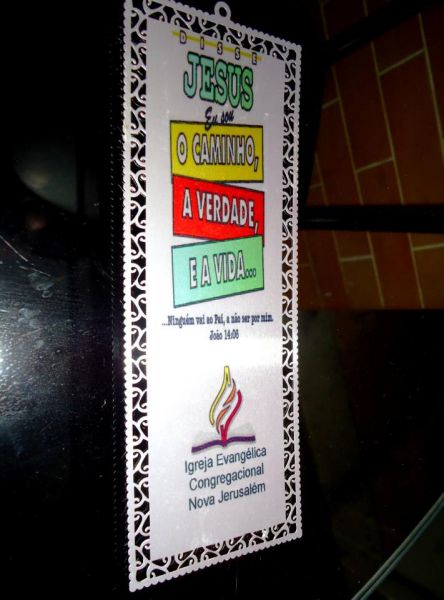 DISSE
JESUS
Eu sou
O CAMINHO,
A VERDADE,
E A VIDA...
...Ninguém vai ao Pai, a não ser por mim.
João 14:06
Igreja Evangélica
Congregacional
Nova Jerusalém